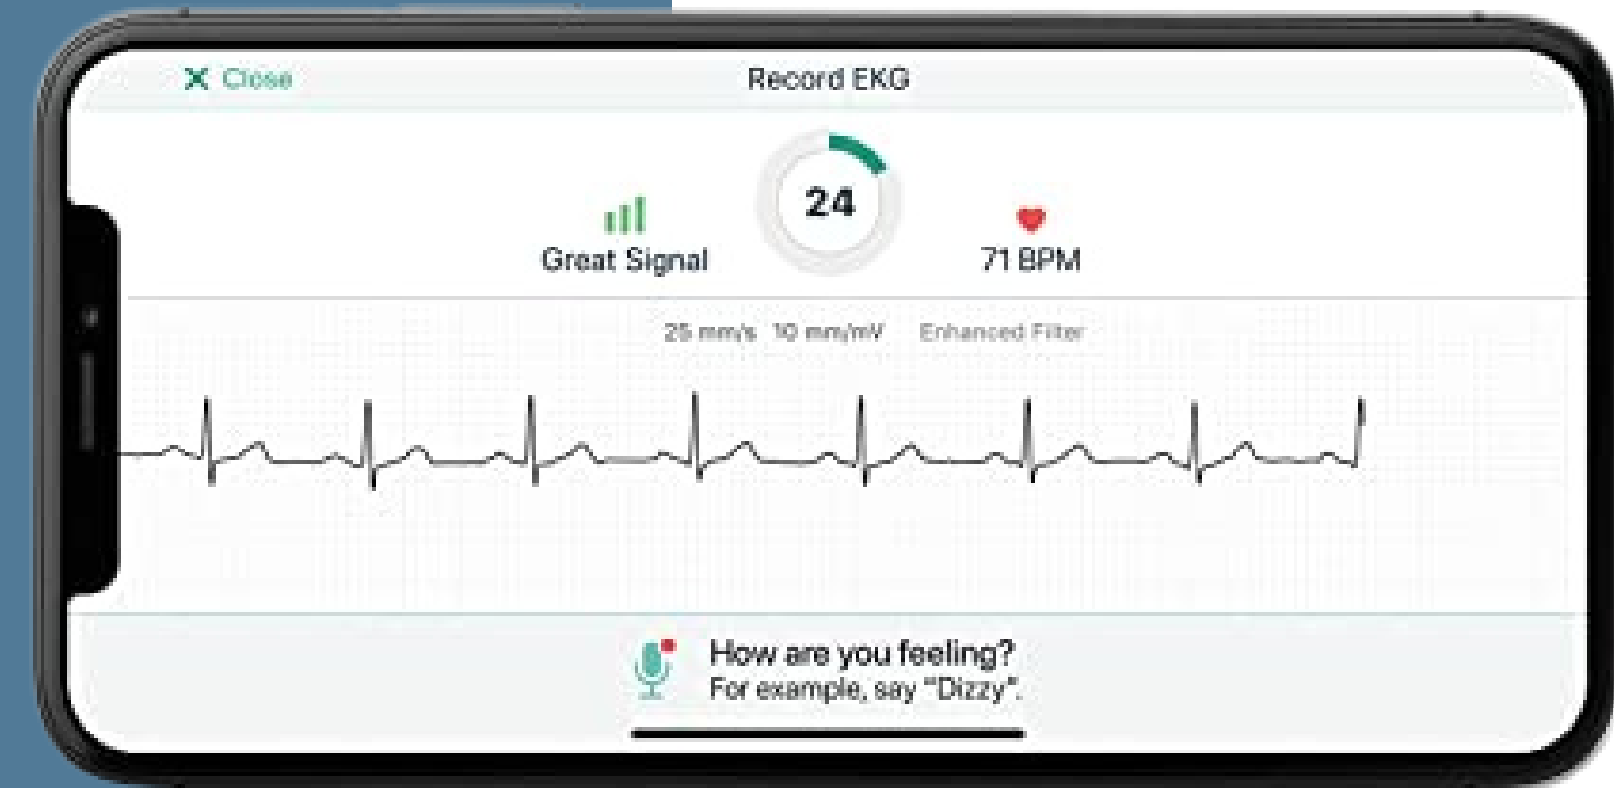 Close
Record EKG
24
Great Signal
71 BPM
25 mm/s 10 mm/mV Enhanced Filter
How are you feeling?
For example, say "Dizzy".